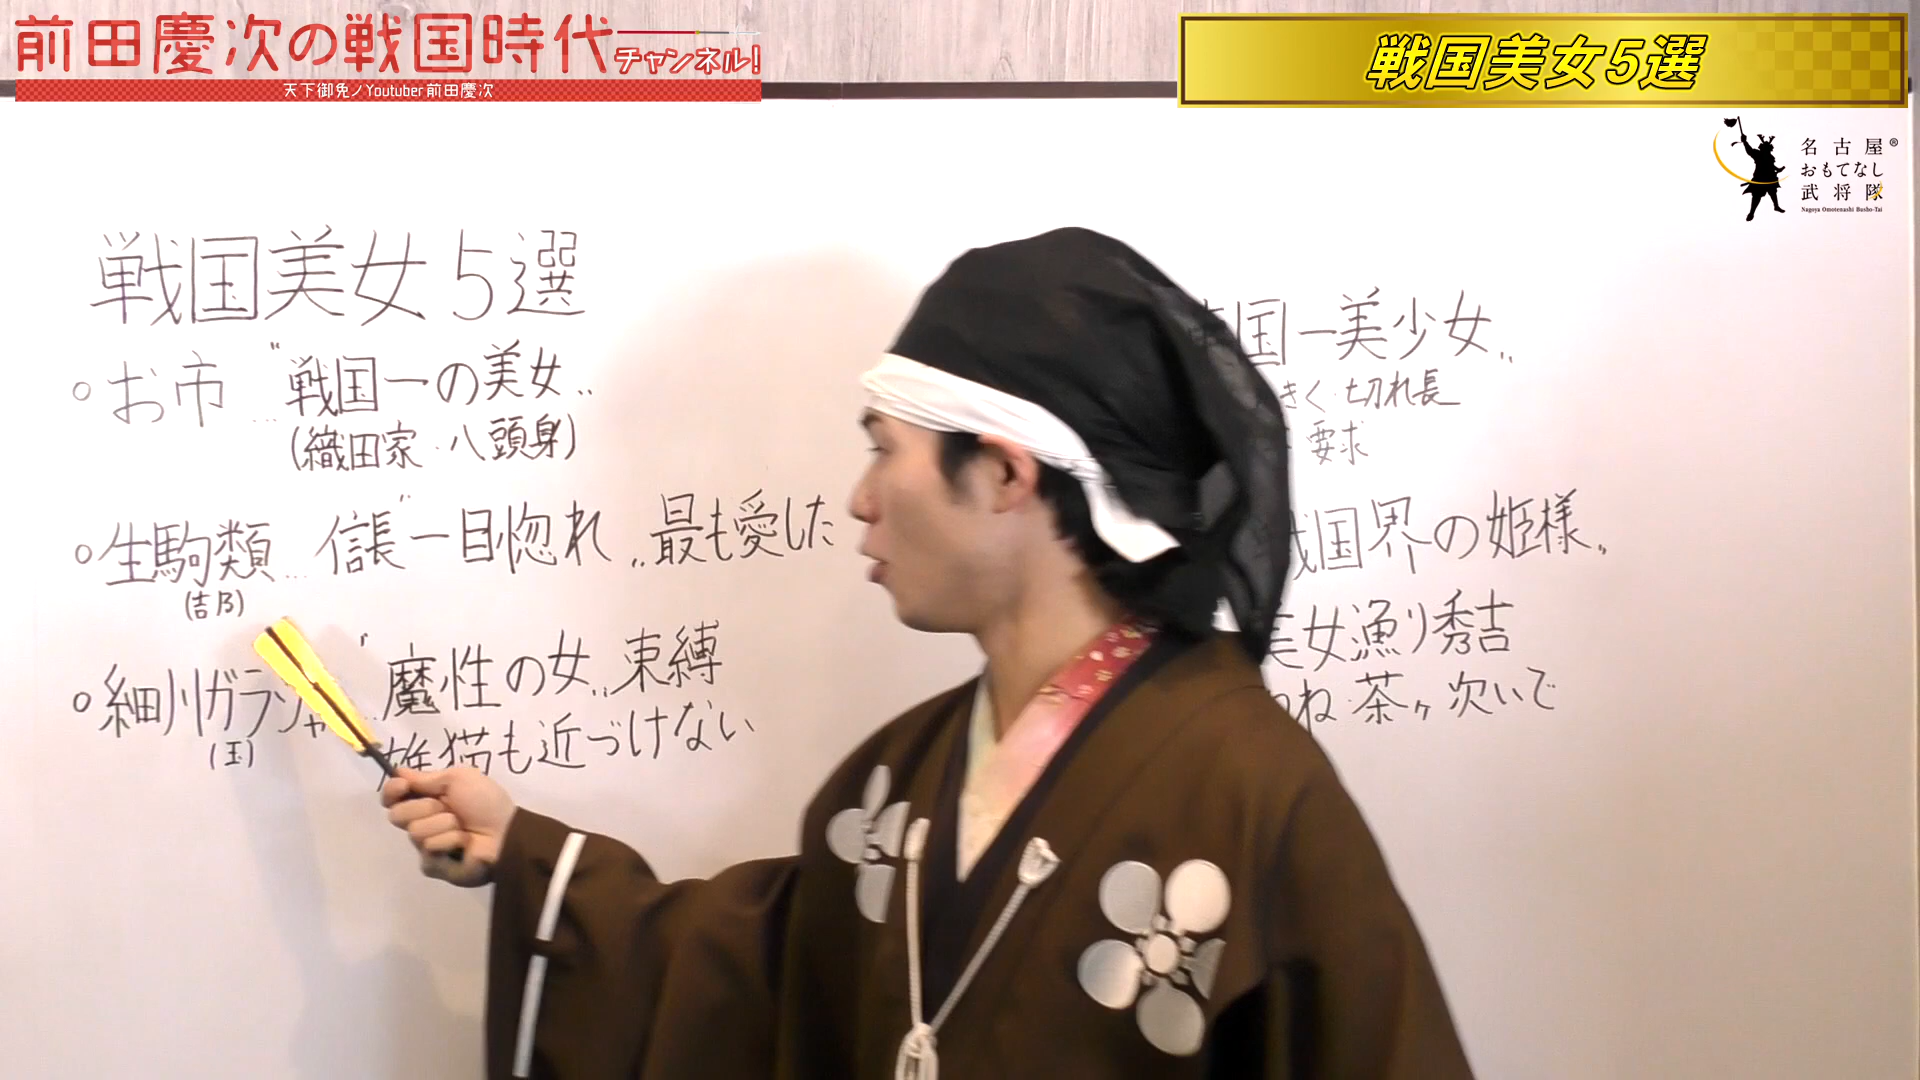 前田慶次の戦国時代チャンネル!
天下御免ノYoutuber前田慶次
戦国美女5選
名古屋®
おもてなし
武将隊
Nagoya Omotenashi Busho-Tai
戦国美女5選
○お市…"戦国一の美女"
(織田家・八頭身)
○生駒類…信長"一目惚れ"最も愛した
(吉乃)
○細川ガラシャ…"魔性の女"束縛
(玉)
雄猫も近づけない
国一美少女"
きく・切れ長
要求
戦国界の姫様"
美女漁り秀吉
ね・茶々次いで